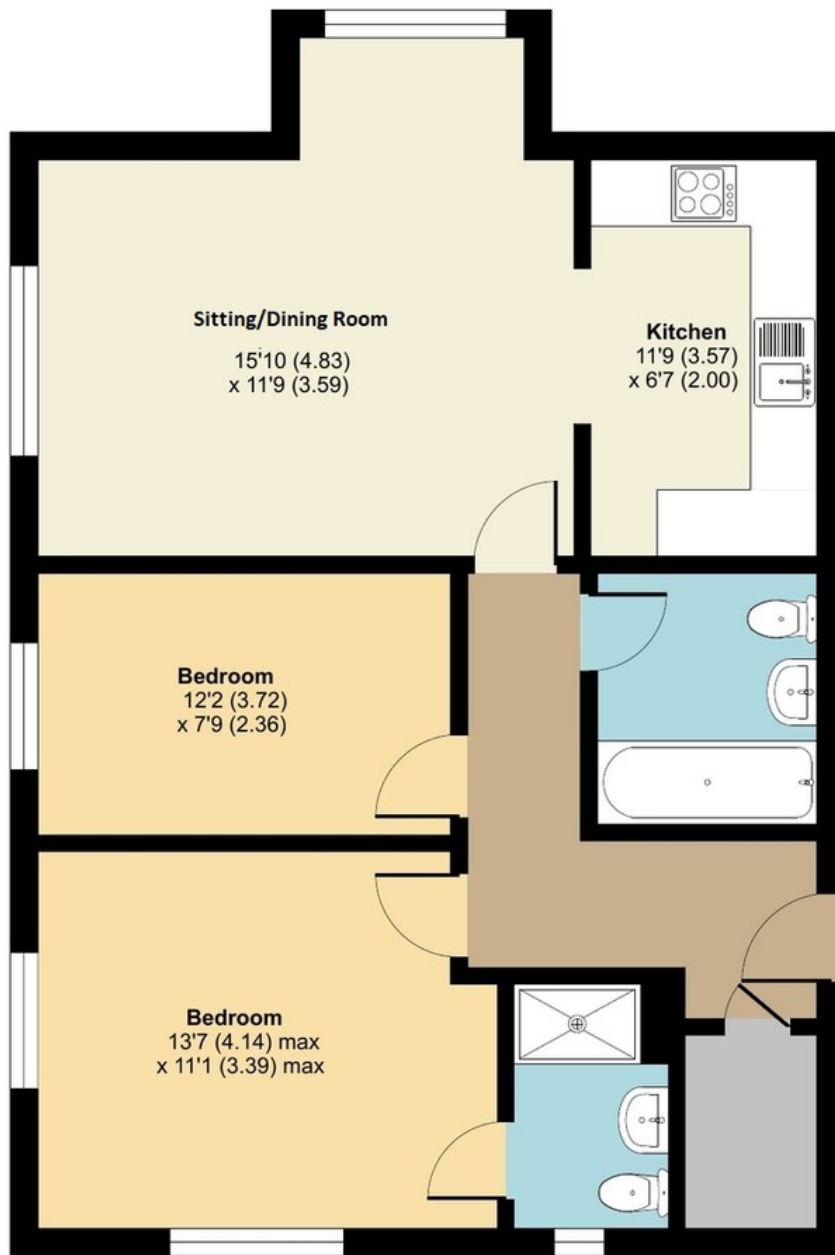 Sitting/Dining Room
15'10 (4.83)
x 11'9 (3.59)
Kitchen
11'9 (3.57)
x 6'7 (2.00)
Bedroom
12'2 (3.72)
x 7'9 (2.36)
Bedroom
13'7 (4.14) max
x 11'1 (3.39) max